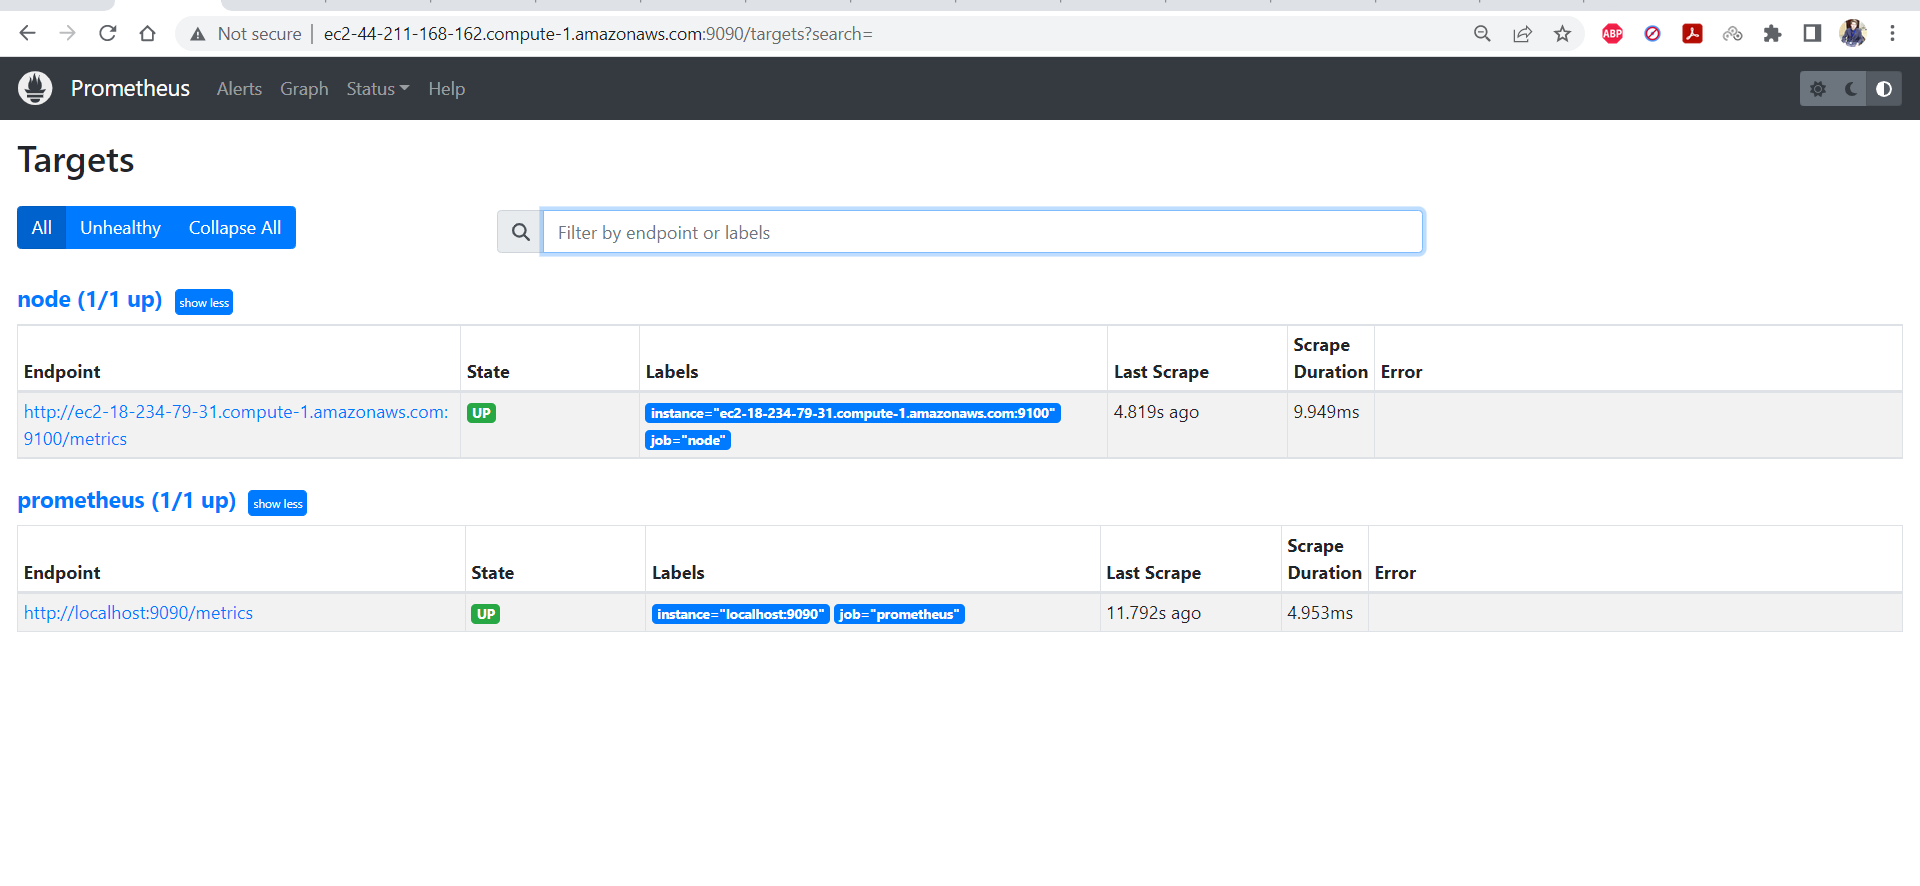 Not secure | ec2-44-211-168-162.compute-1.amazonaws.com:9090/targets?search=
ABP
Prometheus Alerts Graph Status Help
Targets
All Unhealthy Collapse All
Filter by endpoint or labels
node (1/1 up) show less
Scrape
Endpoint State Labels Last Scrape Duration Error
http://ec2-18-234-79-31.compute-1.amazonaws.com: UP instance="ec2-18-234-79-31.compute-1.amazonaws.com:9100" 4.819s ago 9.949ms
9100/metrics job="node"
prometheus (1/1 up) show less
Scrape
Endpoint State Labels Last Scrape Duration Error
http://localhost:9090/metrics UP instance="localhost:9090" job="prometheus" 11.792s ago 4.953ms